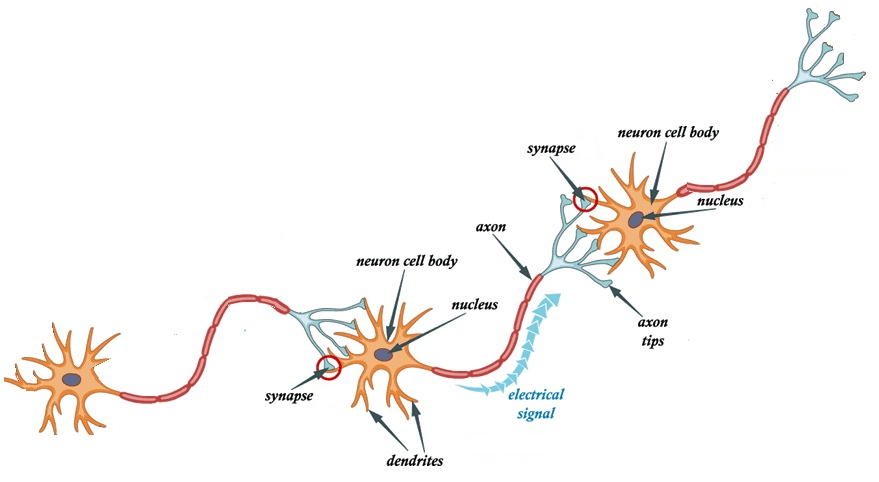 neuron cell body
synapse
nucleus
axon
neuron cell body
nucleus
axon
tips
synapse
electrical
signal
dendrites